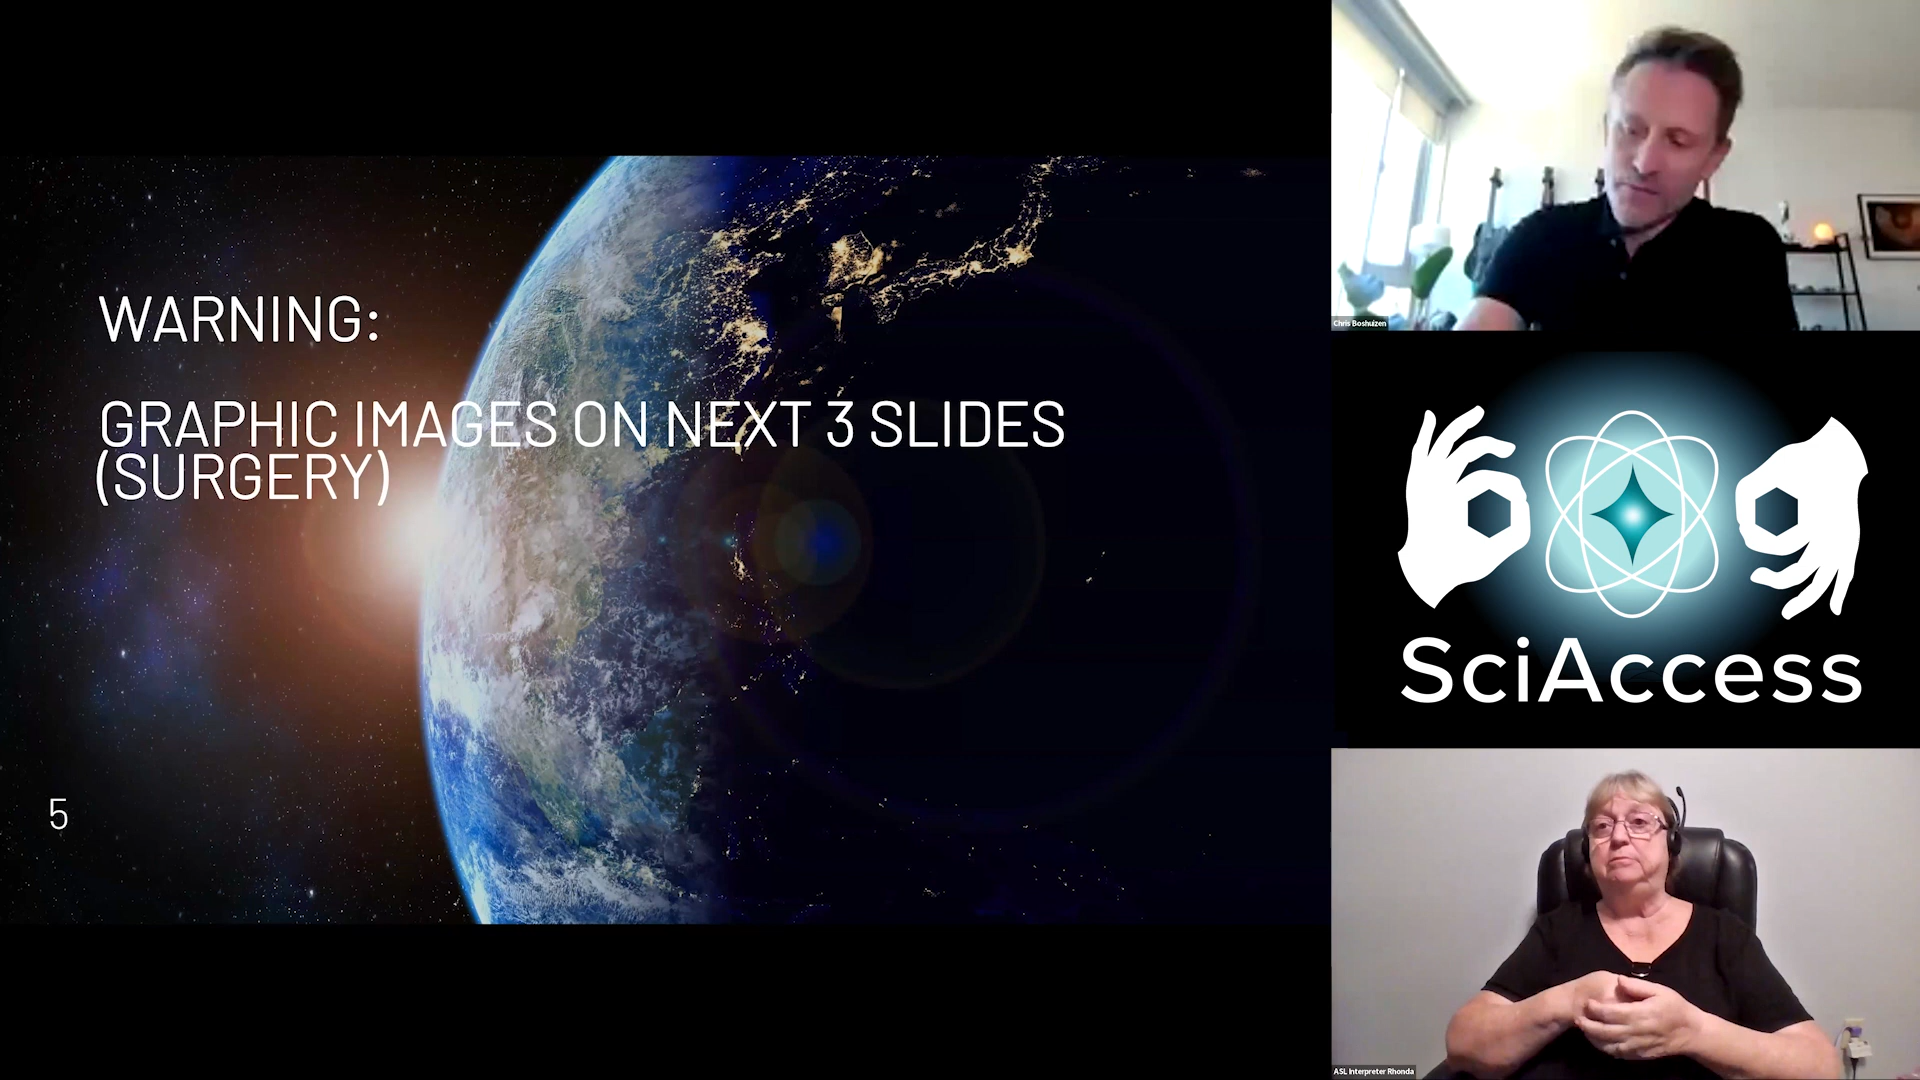 WARNING:
GRAPHIC IMAGES ON NEXT 3 SLIDES
(SURGERY)
5
Chris Boshuizen
SciAccess
ASL Interpreter Rhonda